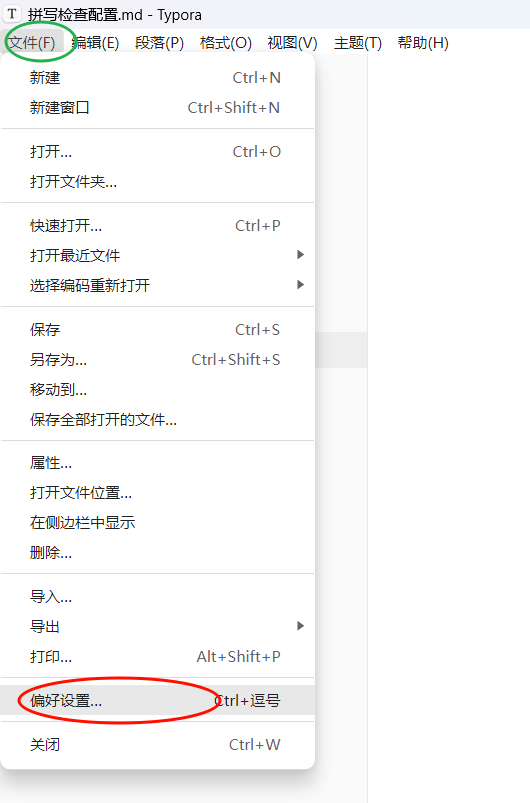 T 拼写检查配置.md - Typora
文件(F) 编辑(E) 段落(P) 格式(O) 视图(V) 主题(T) 帮助(H)
新建 Ctrl+N
新建窗口 Ctrl+Shift+N
打开... Ctrl+O
打开文件夹...
快速打开... Ctrl+P
打开最近文件
选择编码重新打开
保存 Ctrl+S
另存为... Ctrl+Shift+S
移动到...
保存全部打开的文件...
属性...
打开文件位置...
在侧边栏中显示
删除...
导入...
导出
打印... Alt+Shift+P
偏好设置... Ctrl+逗号
关闭 Ctrl+W